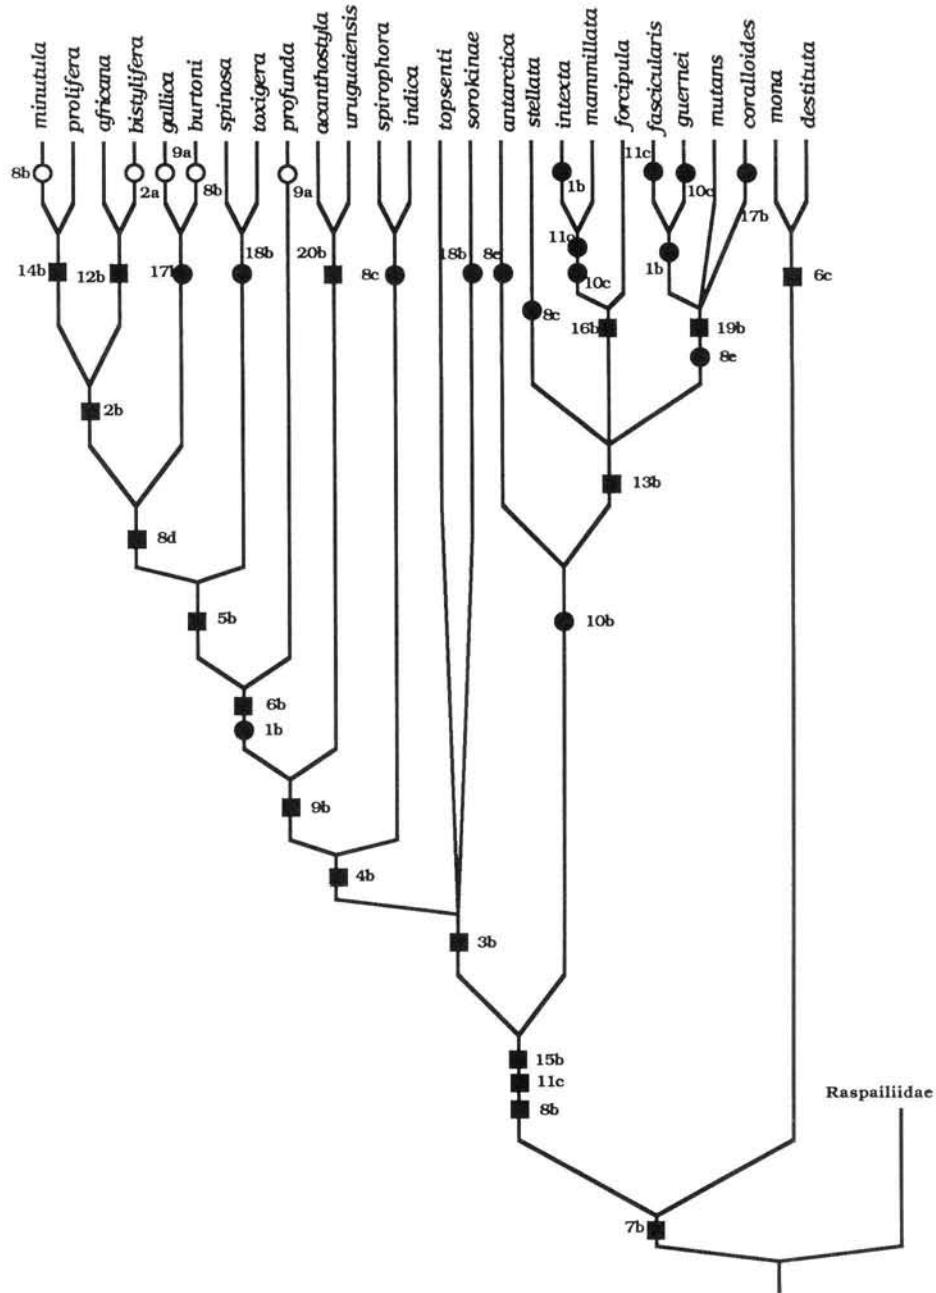 minutula
prolifera
africana
bistylifera
gallica
burtoni
spinosa
toxigera
profunda
acanthostyla
uruguaiensis
spirophora
indica
topsenti
sorokinae
antarctica
stellata
intexta
mammillata
forcipula
fascicularis
guernei
mutans
coralloides
mona
destituta
9a
11c
8b
2a
8b
9a
1b
10c
17b
14b
12b
17b
18b
20b
8c
18b
8e
11c
10c
1b
6c
8c
16b
19b
8e
2b
13b
8d
5b
10b
6b
1b
9b
4b
3b
15b
11c
8b
Raspailiidae
7b